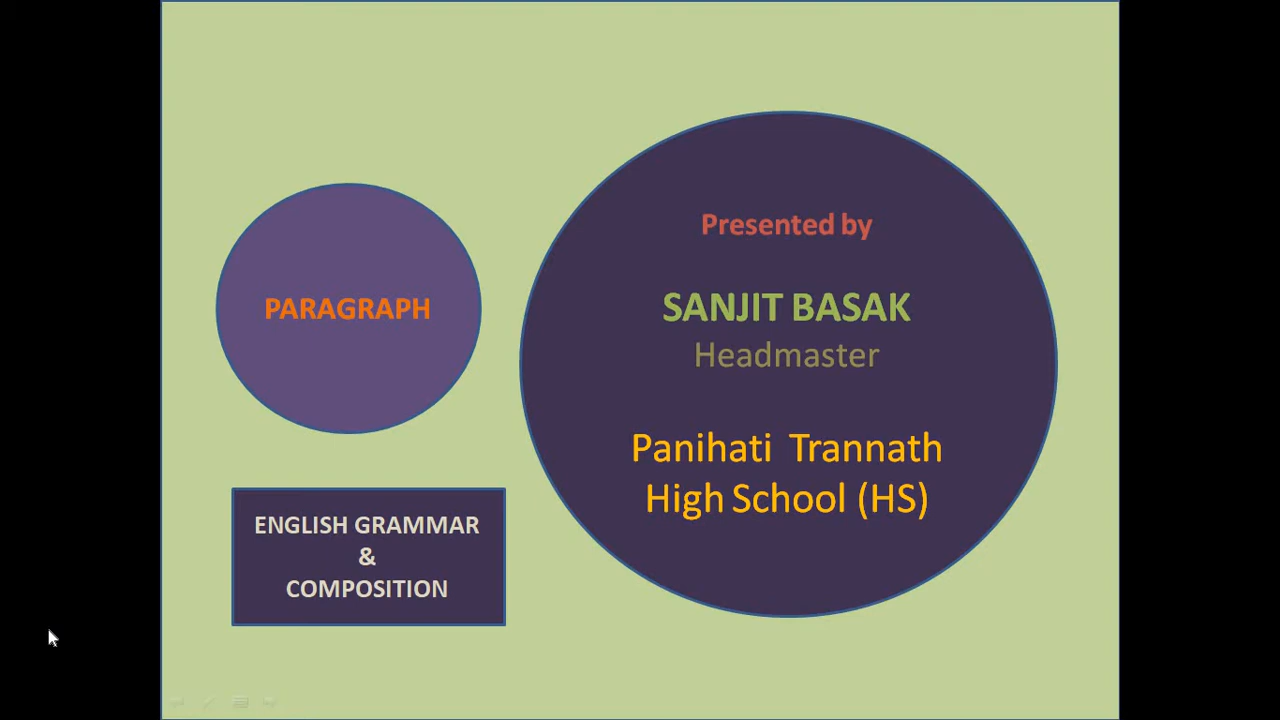 PARAGRAPH
ENGLISH GRAMMAR
&
COMPOSITION
Presented by
SANJIT BASAK
Headmaster
Panihati Trannath
High School (HS)